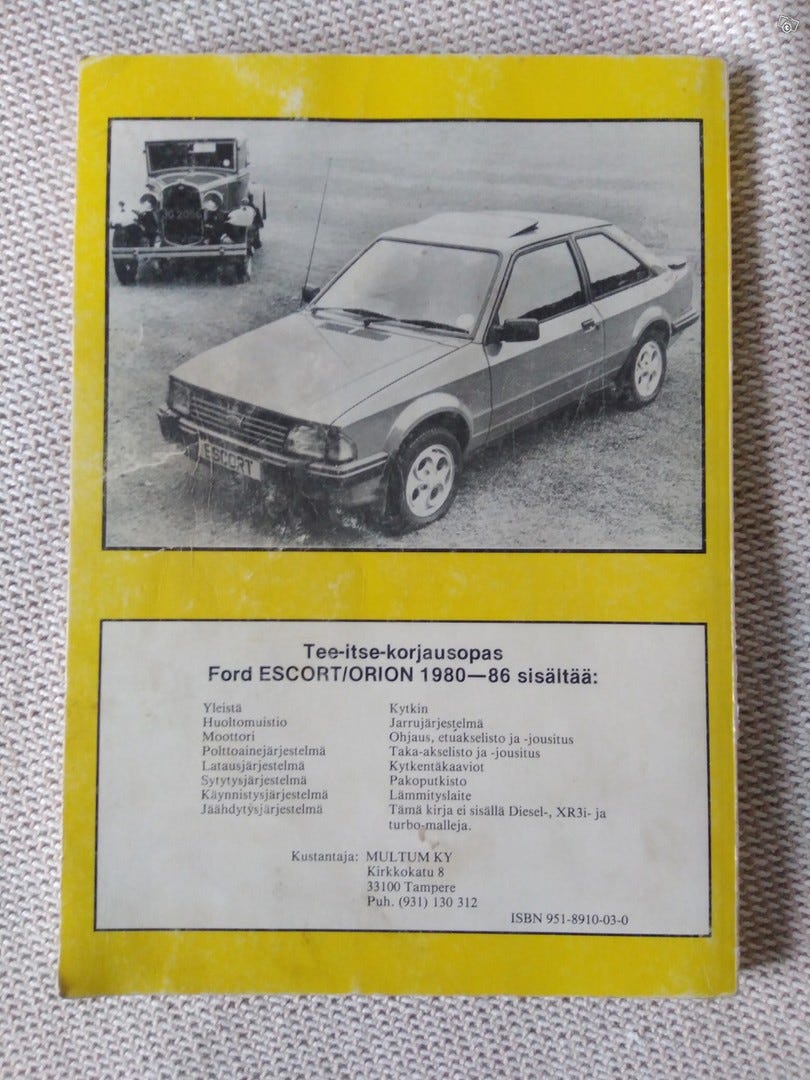 ESCORT
Tee-itse-korjausopas
Ford ESCORT/ORION 1980—86 sisältää:
Yleistä
Huoltomuistio
Moottori
Polttoainejärjestelmä
Latausjärjestelmä
Sytytysjärjestelmä
Käynnistysjärjestelmä
Jäähdytysjärjestelmä
Kytkin
Jarrujärjestelmä
Ohjaus, etuakselisto ja -jousitus
Taka-akselisto ja -jousitus
Kytkentäkaaviot
Pakoputkisto
Lämmityslaite
Tämä kirja ei sisällä Diesel-, XR3i- ja
turbo-malleja.
Kustantaja: MULTUM KY
Kirkkokatu 8
33100 Tampere
Puh. (931) 130 312
ISBN 951-8910-03-0